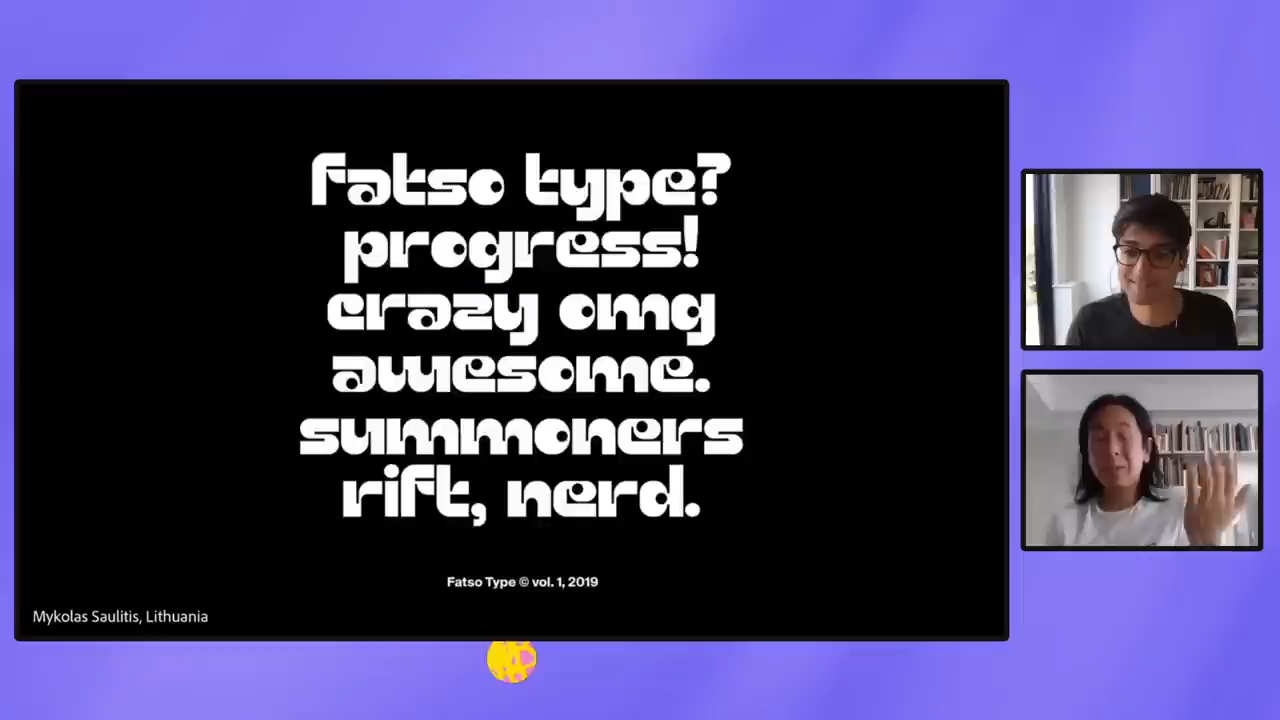 fatso type?
progress!
crazy omg
awesome.
summoners
rift, nerd.
Fatso Type © vol. 1, 2019
Mykolas Saulitis, Lithuania